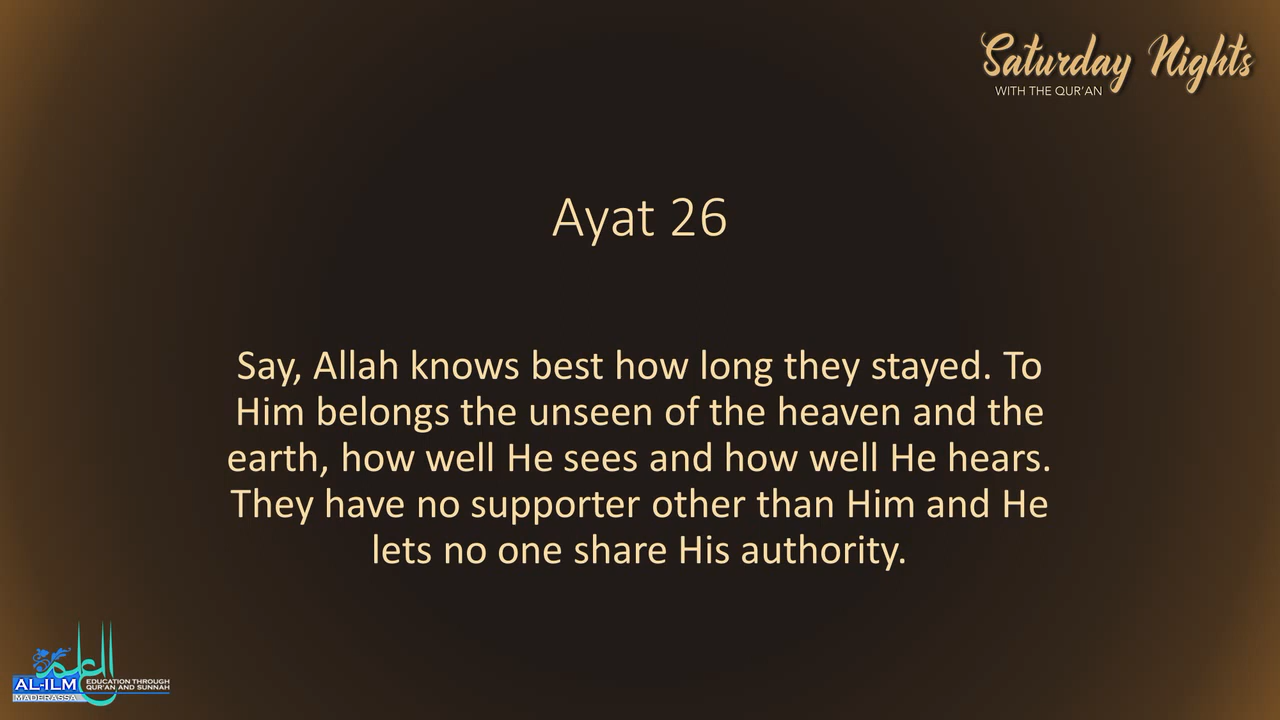 Saturday Nights
WITH THE QUR'AN
Ayat 26
Say, Allah knows best how long they stayed. To
Him belongs the unseen of the heaven and the
earth, how well He sees and how well He hears.
They have no supporter other than Him and He
lets no one share His authority.
العلم
AL-ILM
MADERASSA
EDUCATION THROUGH
QUR'AN AND SUNNAH